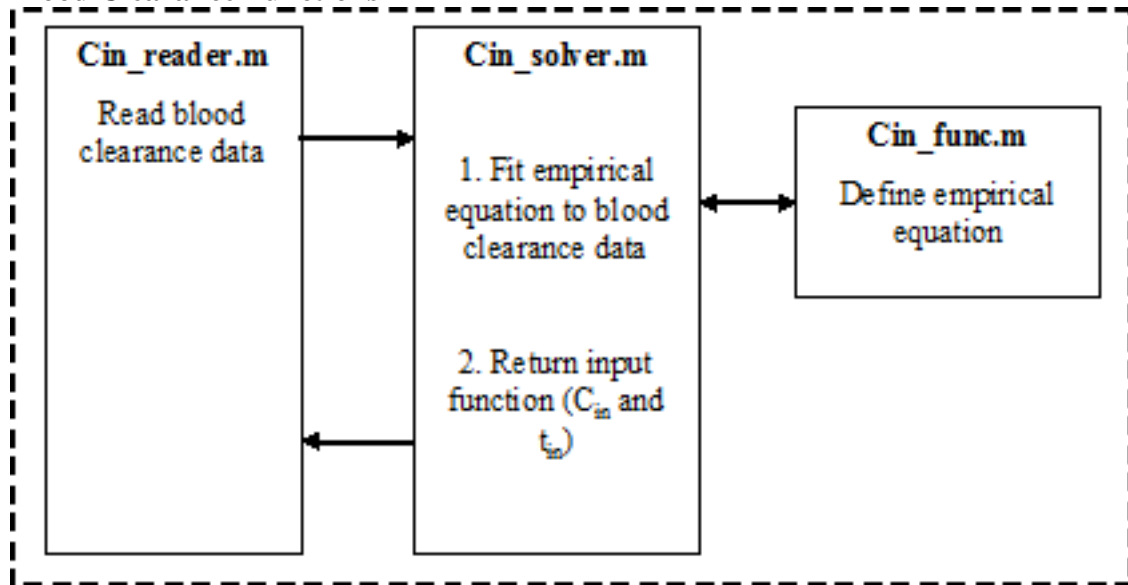 Cin_reader.m
Read blood
clearance data
Cin_solver.m
1. Fit empirical
equation to blood
clearance data
2. Return input
function (Cin and
tin)
Cin_func.m
Define empirical
equation